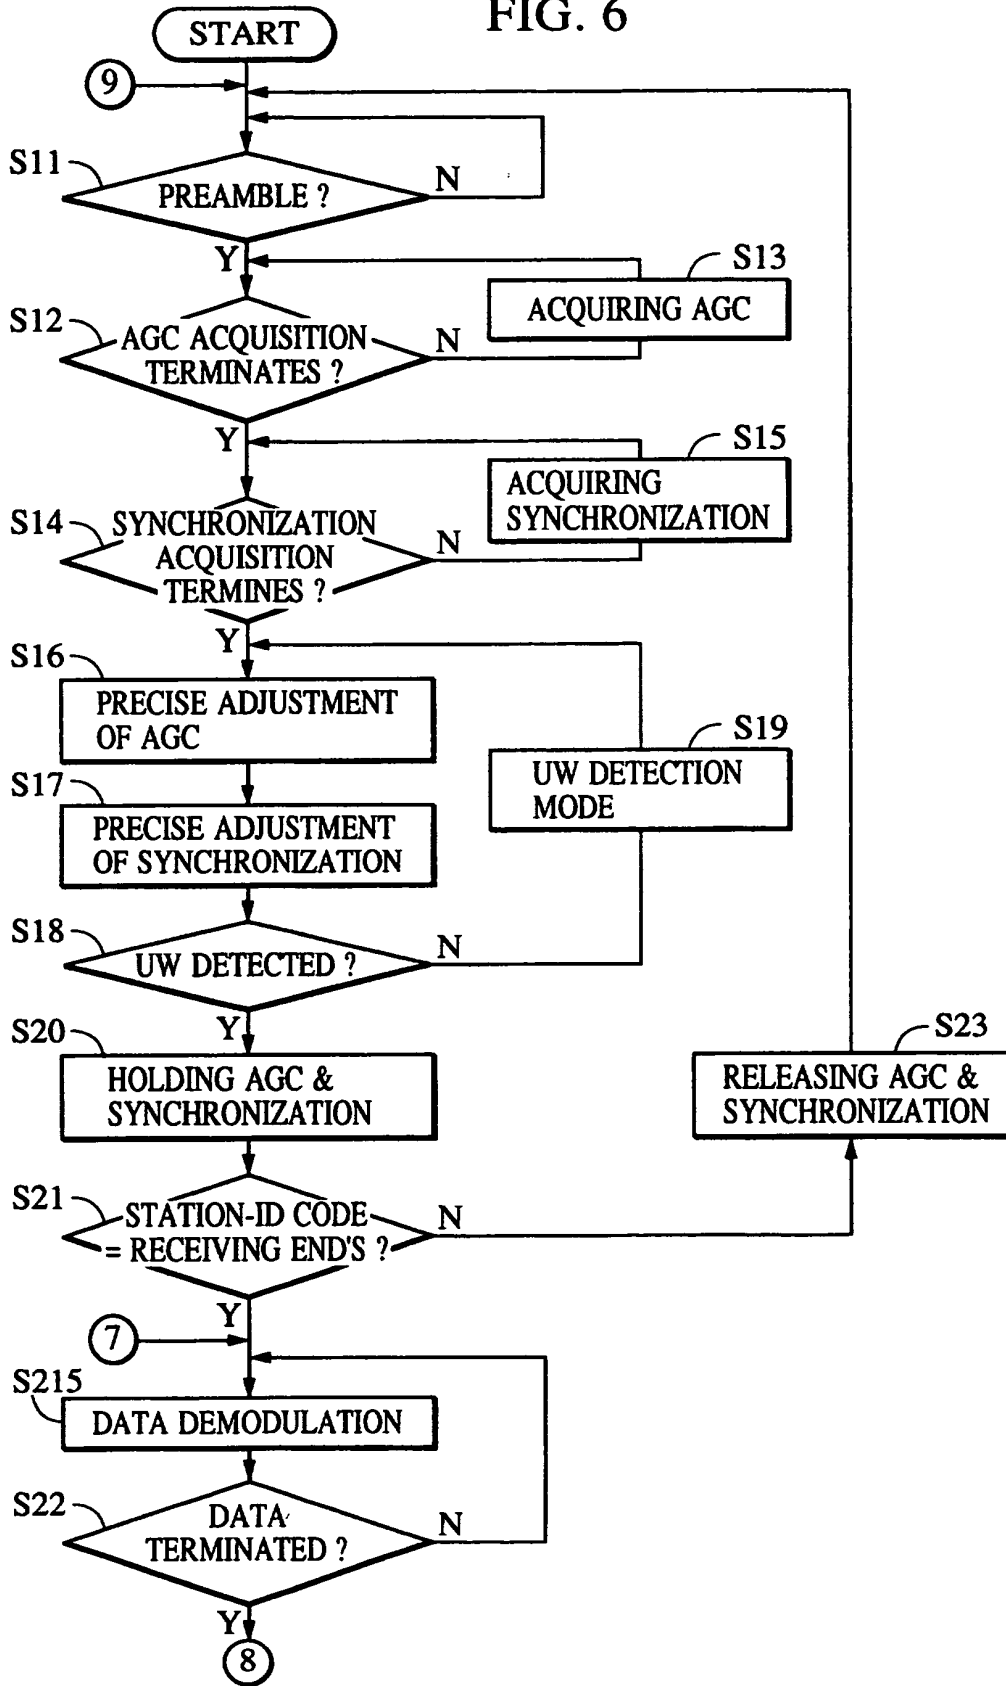 FIG. 6
START
9
S11
PREAMBLE ?
N
Y
S13
ACQUIRING AGC
S12
AGC ACQUISITION
TERMINATES ?
N
Y
S15
ACQUIRING
SYNCHRONIZATION
S14
SYNCHRONIZATION
ACQUISITION
TERMINES ?
N
Y
S16
PRECISE ADJUSTMENT
OF AGC
S19
UW DETECTION
MODE
S17
PRECISE ADJUSTMENT
OF SYNCHRONIZATION
S18
UW DETECTED ?
N
Y
S20
HOLDING AGC &
SYNCHRONIZATION
S23
RELEASING AGC &
SYNCHRONIZATION
S21
STATION-ID CODE
= RECEIVING END'S ?
N
Y
7
S215
DATA DEMODULATION
S22
DATA
TERMINATED ?
N
Y
8